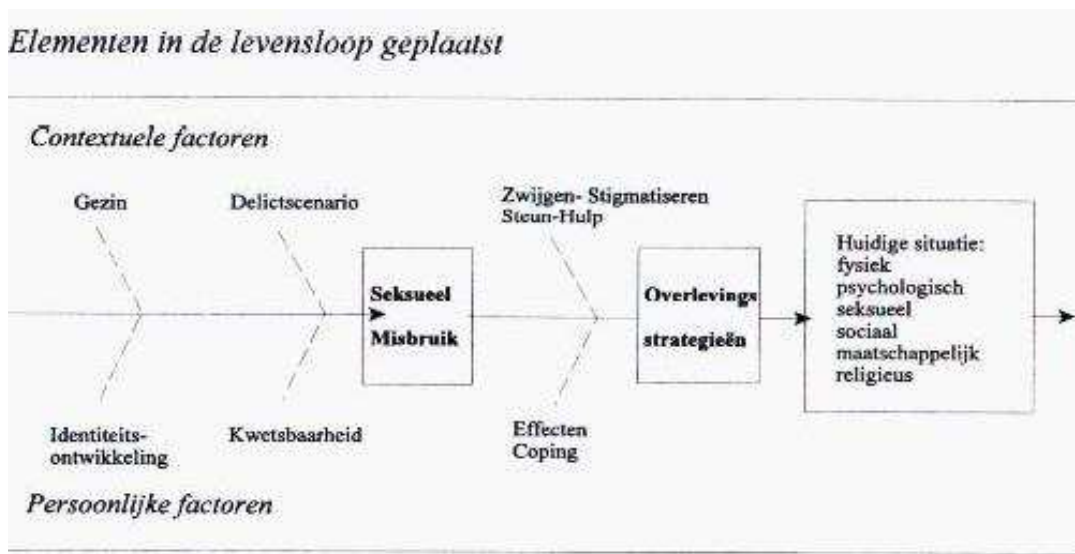 Elementen in de levensloop geplaatst
Contextuele factoren
Gezin
Delictscenario
Zwijgen- Stigmatiseren
Steun-Hulp
Seksueel
Misbruik
Overlevings
strategieën
Huidige situatie:
fysiek
psychologisch
seksueel
sociaal
maatschappelijk
religieus
Identiteits-
ontwikkeling
Kwetsbaarheid
Effecten
Coping
Persoonlijke factoren